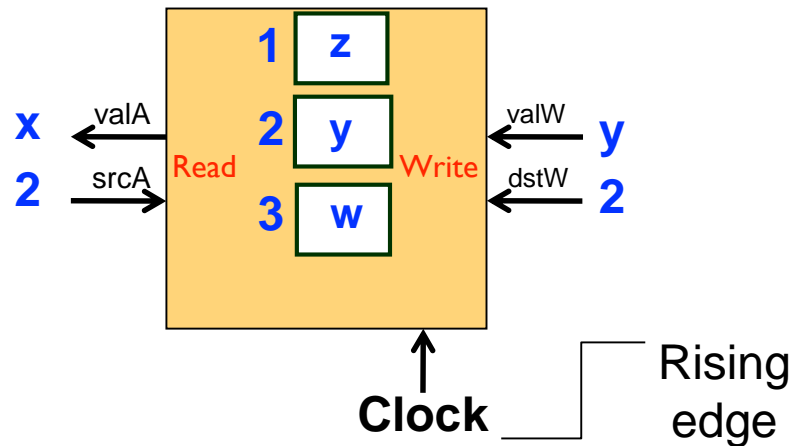 1 z
x valA 2 y valW y
Read Write
2 srcA dstW 2
3 w
Rising
Clock edge